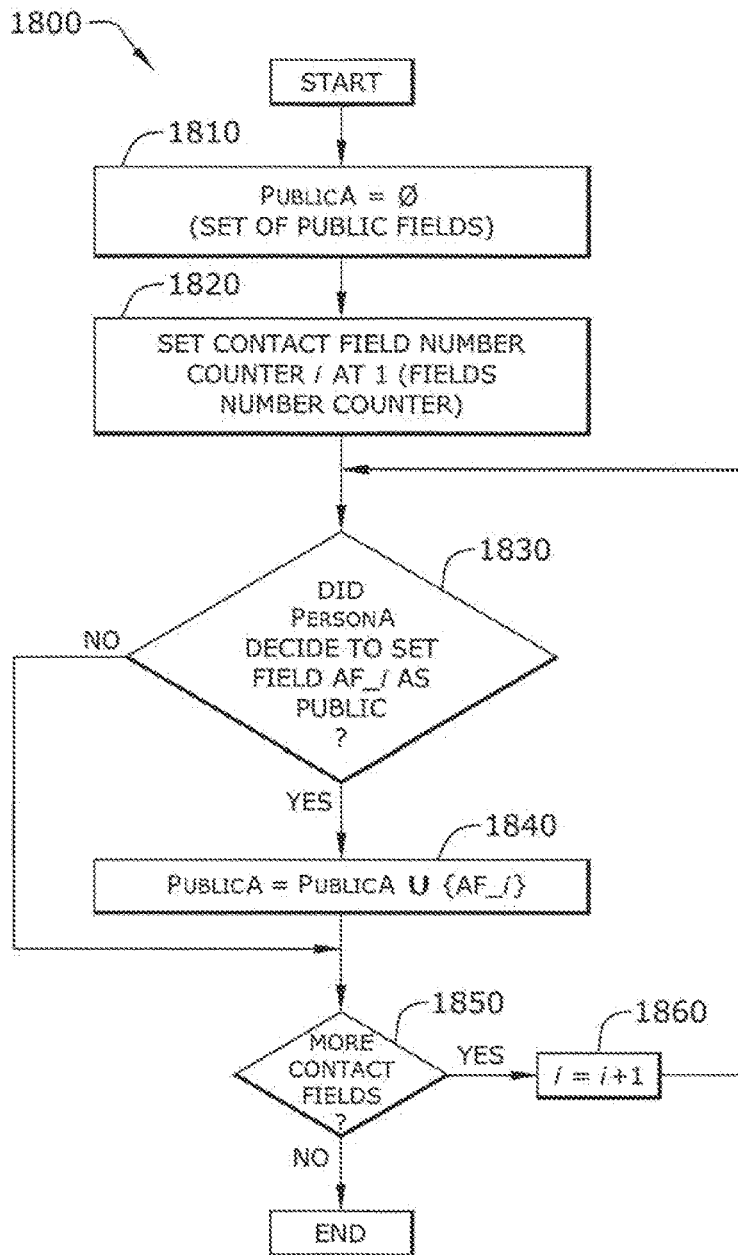 1800
START
1810
PUBLICA = Ø
(SET OF PUBLIC FIELDS)
1820
SET CONTACT FIELD NUMBER
COUNTER i AT 1 (FIELDS
NUMBER COUNTER)
1830
DID
PERSONA
DECIDE TO SET
FIELD AF_i AS
PUBLIC
?
NO
YES
1840
PUBLICA = PUBLICA U {AF_i}
1850
MORE
CONTACT
FIELDS
?
YES
1860
i = i+1
NO
END